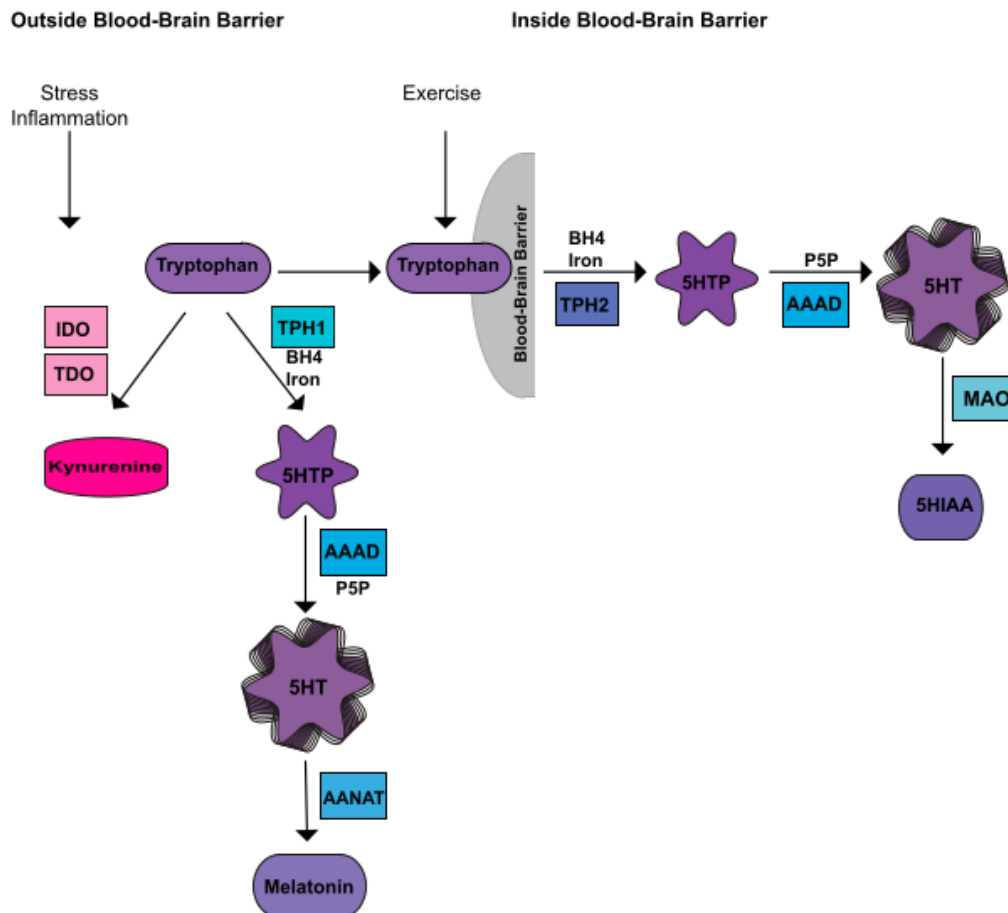 Outside Blood-Brain Barrier
Inside Blood-Brain Barrier
Stress
Inflammation
Exercise
Tryptophan
Tryptophan
Blood-Brain Barrier
BH4
Iron
TPH2
5HTP
P5P
AAAD
5HT
IDO
TDO
TPH1
BH4
Iron
MAO
Kynurenine
5HTP
5HIAA
AAAD
P5P
5HT
AANAT
Melatonin